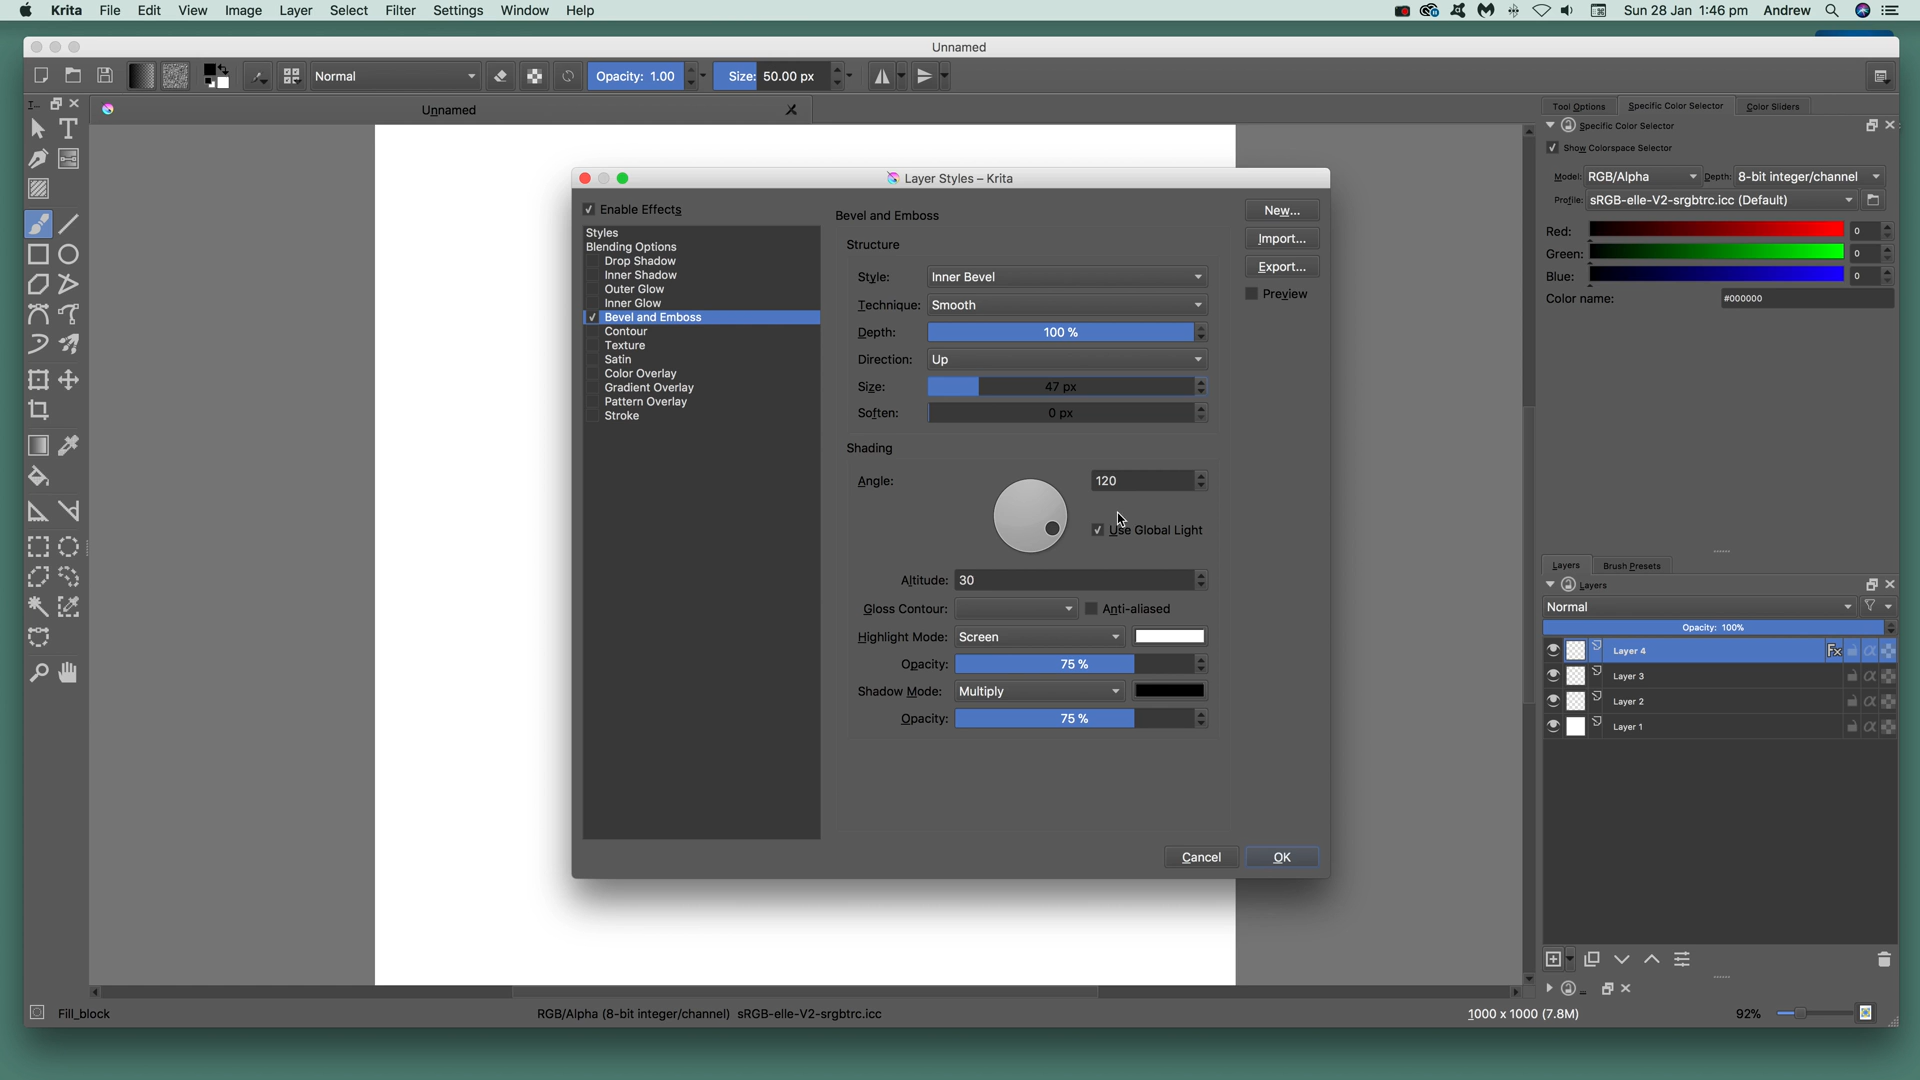 Krita File Edit View Image Layer Select Filter Settings Window Help
Sun 28 Jan 1:46 pm Andrew
Unnamed
Normal
Opacity: 1.00
Size: 50.00 px
T...
Unnamed
Tool Options Specific Color Selector Color Sliders
Specific Color Selector
Show Colorspace Selector
Model: RGB/Alpha Depth: 8-bit integer/channel
Profile: sRGB-elle-V2-srgbtrc.icc (Default)
Red: 0
Green: 0
Blue: 0
Color name: #000000
Layer Styles – Krita
Enable Effects
Styles
Blending Options
Drop Shadow
Inner Shadow
Outer Glow
Inner Glow
Bevel and Emboss
Contour
Texture
Satin
Color Overlay
Gradient Overlay
Pattern Overlay
Stroke
Bevel and Emboss
Structure
Style: Inner Bevel
Technique: Smooth
Depth: 100 %
Direction: Up
Size: 47 px
Soften: 0 px
Shading
Angle: 120
Use Global Light
Altitude: 30
Gloss Contour: Anti-aliased
Highlight Mode: Screen
Opacity: 75 %
Shadow Mode: Multiply
Opacity: 75 %
New...
Import...
Export...
Preview
Cancel OK
Layers Brush Presets
Layers
Normal
Opacity: 100%
Layer 4 Fx
Layer 3
Layer 2
Layer 1
Fill_block
RGB/Alpha (8-bit integer/channel) sRGB-elle-V2-srgbtrc.icc
1000 x 1000 (7.8M)
92%